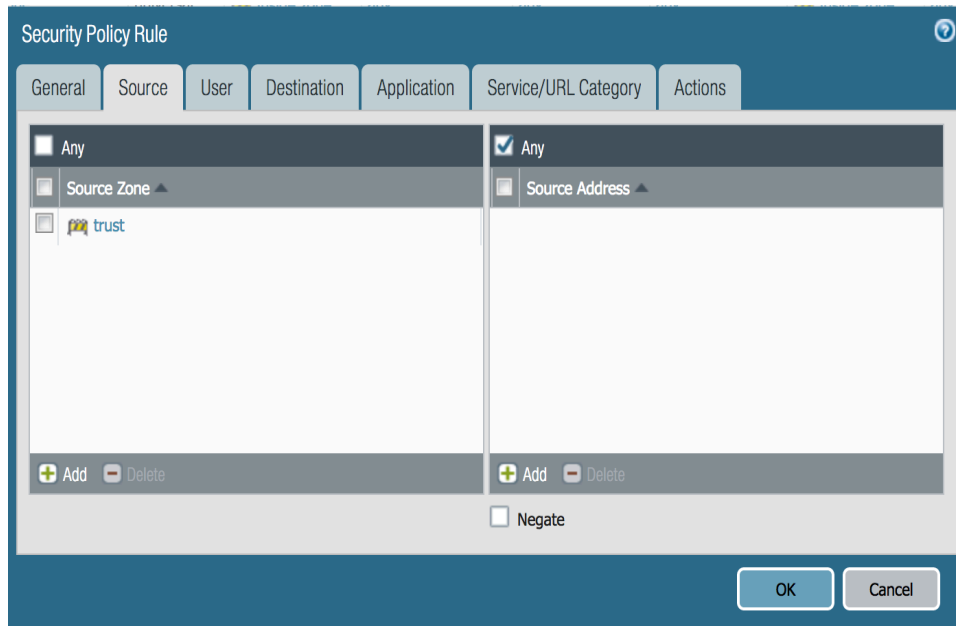 Security Policy Rule
General Source User Destination Application Service/URL Category Actions
Any
Source Zone
trust
Add Delete
Any
Source Address
Add Delete
Negate
OK Cancel